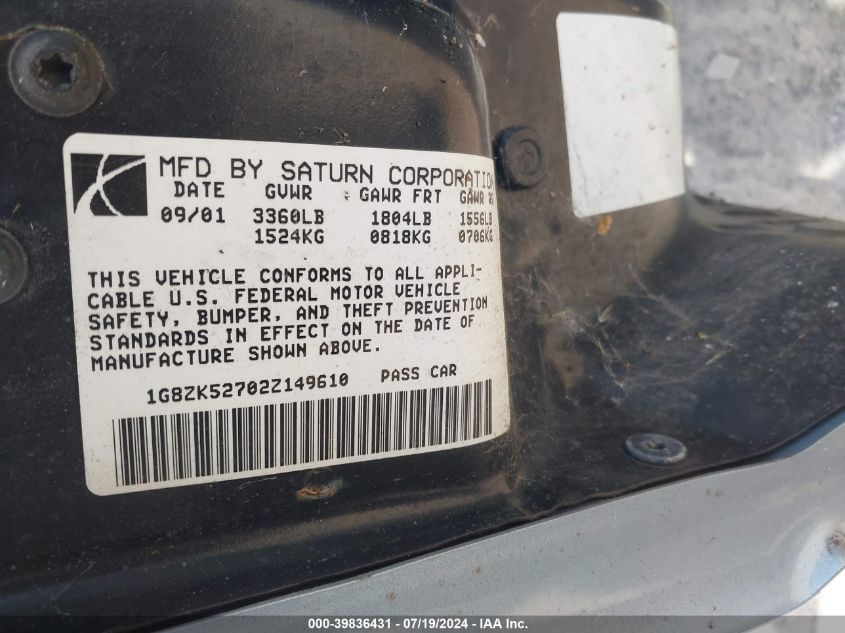 MFD BY SATURN CORPORATION
DATE GVWR GAWR FRT GAWR
09/01 3360LB 1804LB 1556LB
1524KG 0818KG 0706KG
THIS VEHICLE CONFORMS TO ALL APPLI-
CABLE U.S. FEDERAL MOTOR VEHICLE
SAFETY, BUMPER, AND THEFT PREVENTION
STANDARDS IN EFFECT ON THE DATE OF
MANUFACTURE SHOWN ABOVE.
1G8ZK52702Z149610 PASS CAR
000-39836431 - 07/19/2024 - IAA Inc.